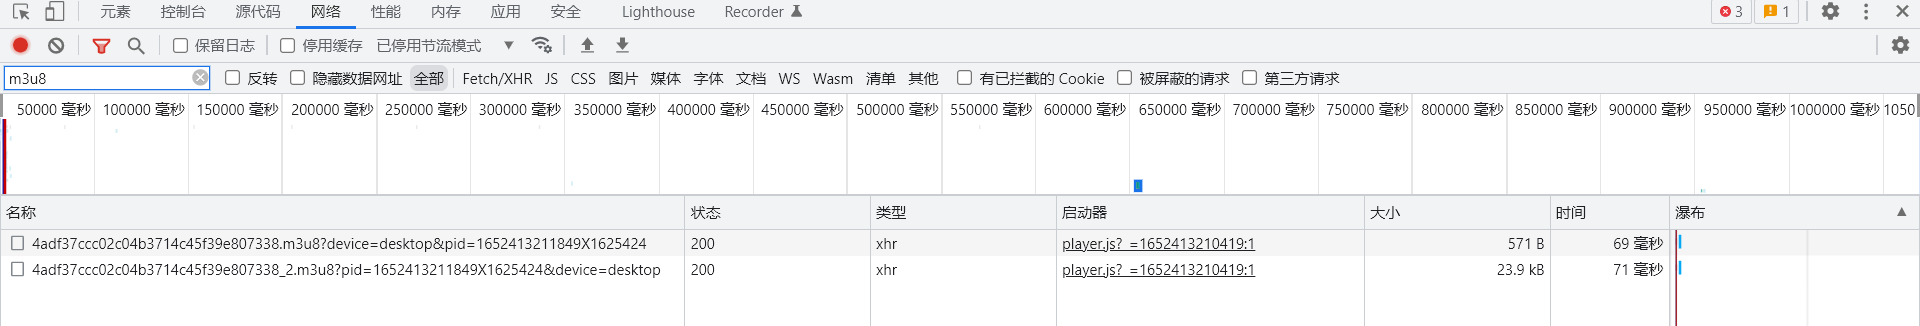 元素 控制台 源代码 网络 性能 内存 应用 安全 Lighthouse Recorder 3 1
保留日志 停用缓存 已停用节流模式
m3u8 反转 隐藏数据网址 全部 Fetch/XHR JS CSS 图片 媒体 字体 文档 WS Wasm 清单 其他 有已拦截的 Cookie 被屏蔽的请求 第三方请求
50000 毫秒 100000 毫秒 150000 毫秒 200000 毫秒 250000 毫秒 300000 毫秒 350000 毫秒 400000 毫秒 450000 毫秒 500000 毫秒 550000 毫秒 600000 毫秒 650000 毫秒 700000 毫秒 750000 毫秒 800000 毫秒 850000 毫秒 900000 毫秒 950000 毫秒 1000000 毫秒 1050
名称 状态 类型 启动器 大小 时间 瀑布
4adf37ccc02c04b3714c45f39e807338.m3u8?device=desktop&pid=1652413211849X1625424 200 xhr player.js?_=1652413210419:1 571 B 69 毫秒
4adf37ccc02c04b3714c45f39e807338_2.m3u8?pid=1652413211849X1625424&device=desktop 200 xhr player.js?_=1652413210419:1 23.9 kB 71 毫秒